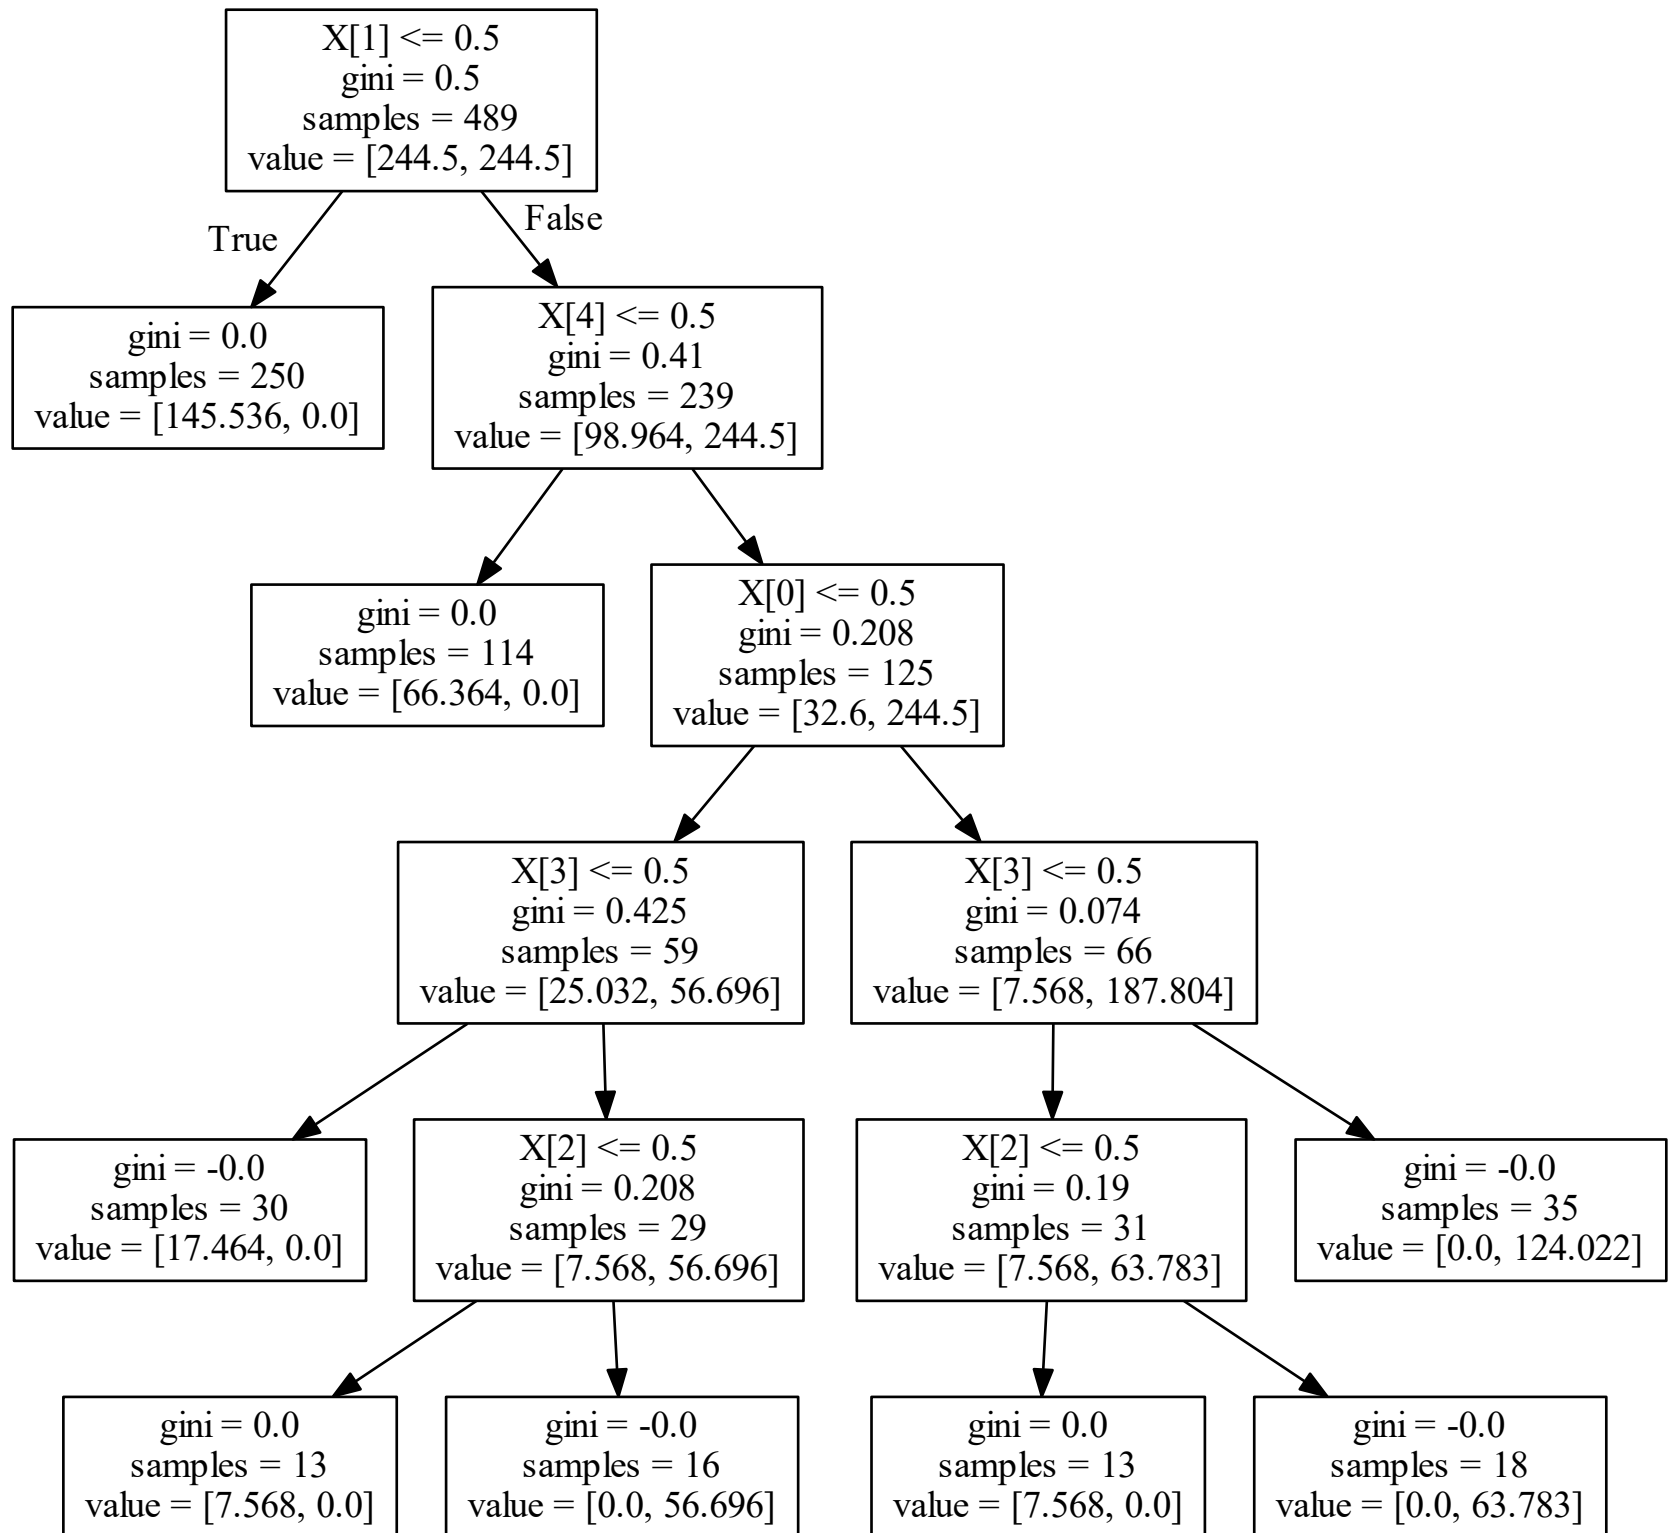 X[1] <= 0.5
gini = 0.5
samples = 489
value = [244.5, 244.5]
True
False
gini = 0.0
samples = 250
value = [145.536, 0.0]
X[4] <= 0.5
gini = 0.41
samples = 239
value = [98.964, 244.5]
gini = 0.0
samples = 114
value = [66.364, 0.0]
X[0] <= 0.5
gini = 0.208
samples = 125
value = [32.6, 244.5]
X[3] <= 0.5
gini = 0.425
samples = 59
value = [25.032, 56.696]
X[3] <= 0.5
gini = 0.074
samples = 66
value = [7.568, 187.804]
gini = -0.0
samples = 30
value = [17.464, 0.0]
X[2] <= 0.5
gini = 0.208
samples = 29
value = [7.568, 56.696]
X[2] <= 0.5
gini = 0.19
samples = 31
value = [7.568, 63.783]
gini = -0.0
samples = 35
value = [0.0, 124.022]
gini = 0.0
samples = 13
value = [7.568, 0.0]
gini = -0.0
samples = 16
value = [0.0, 56.696]
gini = 0.0
samples = 13
value = [7.568, 0.0]
gini = -0.0
samples = 18
value = [0.0, 63.783]